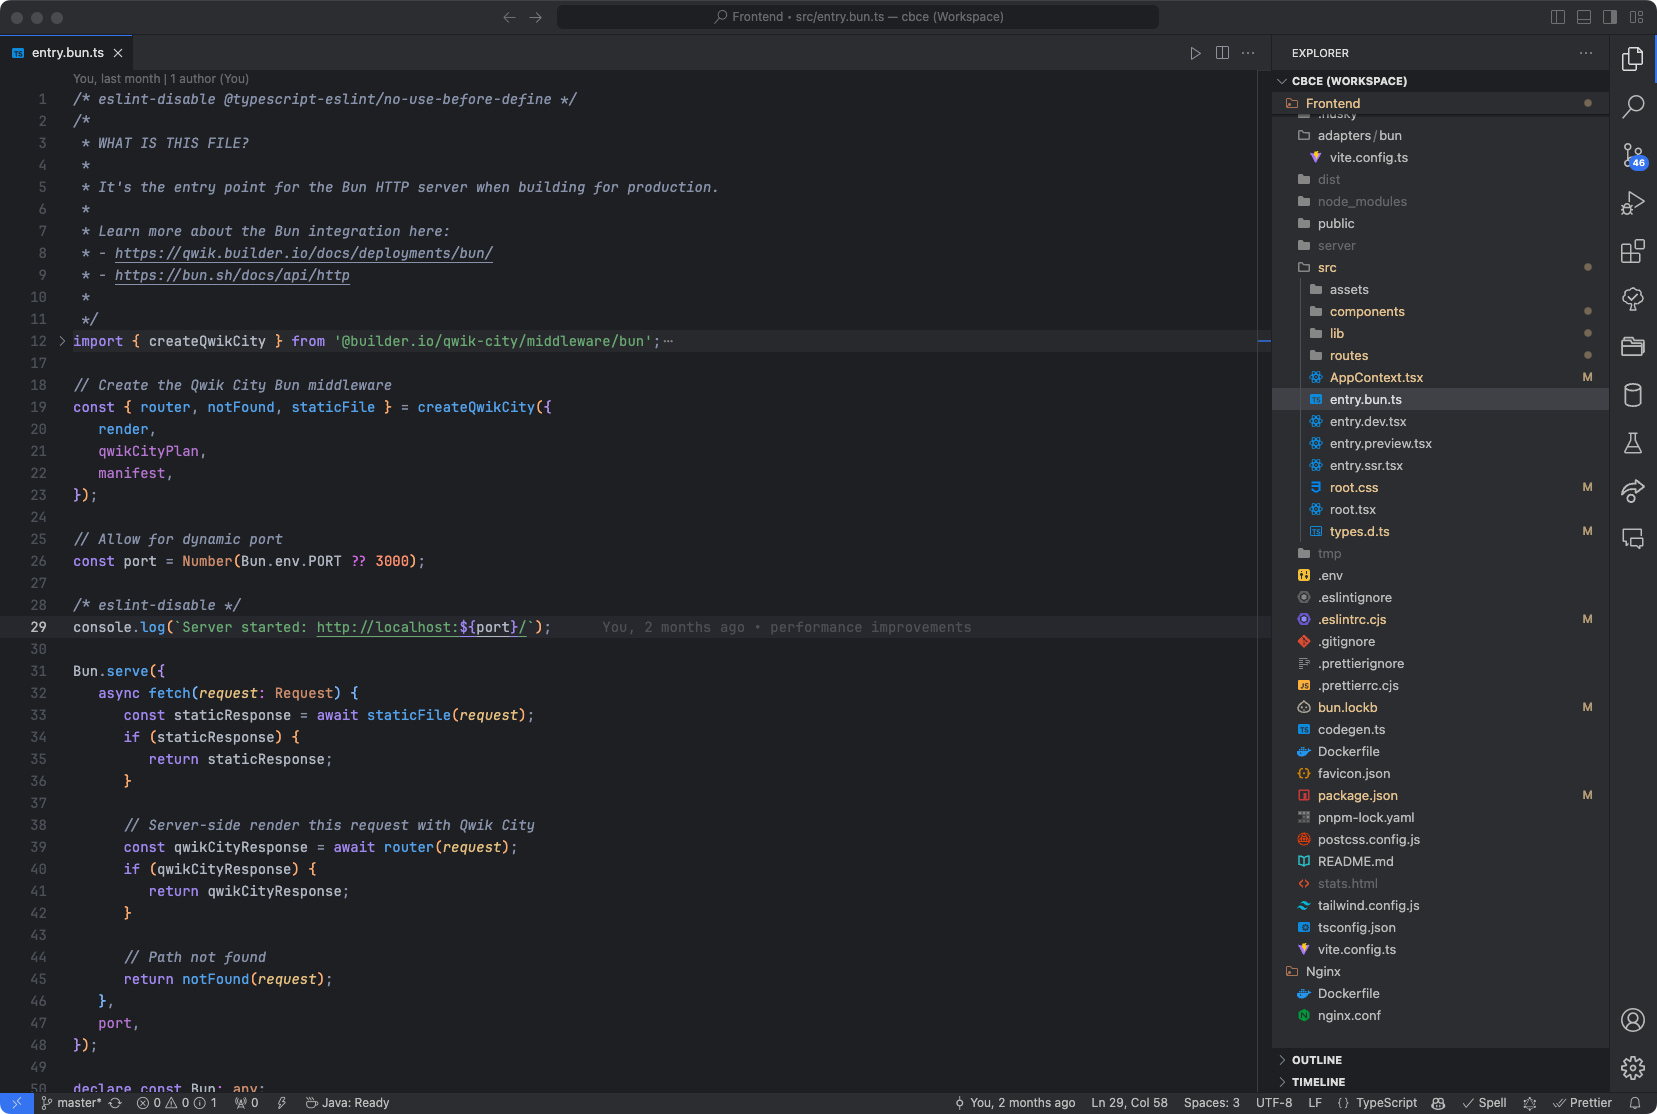 Frontend • src/entry.bun.ts — cbce (Workspace)
entry.bun.ts
You, last month | 1 author (You)
1 /* eslint-disable @typescript-eslint/no-use-before-define */
2 /*
3 * WHAT IS THIS FILE?
4 *
5 * It's the entry point for the Bun HTTP server when building for production.
6 *
7 * Learn more about the Bun integration here:
8 * - https://qwik.builder.io/docs/deployments/bun/
9 * - https://bun.sh/docs/api/http
10 *
11 */
12 import { createQwikCity } from '@builder.io/qwik-city/middleware/bun';⋯
17
18 // Create the Qwik City Bun middleware
19 const { router, notFound, staticFile } = createQwikCity({
20 render,
21 qwikCityPlan,
22 manifest,
23 });
24
25 // Allow for dynamic port
26 const port = Number(Bun.env.PORT ?? 3000);
27
28 /* eslint-disable */
29 console.log(`Server started: http://localhost:${port}/`); You, 2 months ago • performance improvements
30
31 Bun.serve({
32 async fetch(request: Request) {
33 const staticResponse = await staticFile(request);
34 if (staticResponse) {
35 return staticResponse;
36 }
37
38 // Server-side render this request with Qwik City
39 const qwikCityResponse = await router(request);
40 if (qwikCityResponse) {
41 return qwikCityResponse;
42 }
43
44 // Path not found
45 return notFound(request);
46 },
47 port,
48 });
49
50 declare const Bun: any;
EXPLORER
CBCE (WORKSPACE)
Frontend
.husky
adapters/bun
vite.config.ts
dist
node_modules
public
server
src
assets
components
lib
routes
AppContext.tsx M
entry.bun.ts
entry.dev.tsx
entry.preview.tsx
entry.ssr.tsx
root.css M
root.tsx
types.d.ts M
tmp
.env
.eslintignore
.eslintrc.cjs M
.gitignore
.prettierignore
.prettierrc.cjs
bun.lockb M
codegen.ts
Dockerfile
favicon.json
package.json M
pnpm-lock.yaml
postcss.config.js
README.md
stats.html
tailwind.config.js
tsconfig.json
vite.config.ts
Nginx
Dockerfile
nginx.conf
OUTLINE
TIMELINE
46
master* 0 0 1 0 Java: Ready You, 2 months ago Ln 29, Col 58 Spaces: 3 UTF-8 LF {} TypeScript Spell Prettier